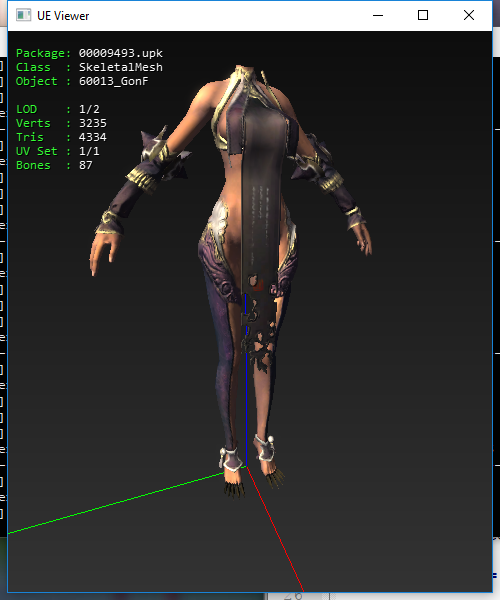 UE Viewer
Package: 00009493.upk
Class : SkeletalMesh
Object : 60013_GonF
LOD : 1/2
Verts : 3235
Tris : 4334
UV Set : 1/1
Bones : 87